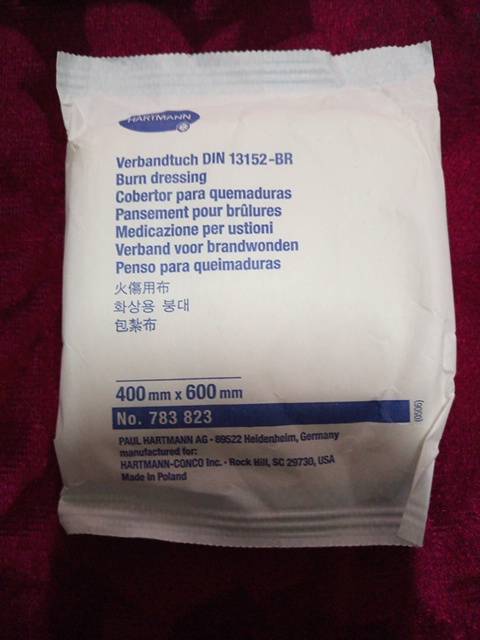 HARTMANN
Verbandtuch DIN 13152-BR
Burn dressing
Cobertor para quemaduras
Pansement pour brûlures
Medicazione per ustioni
Verband voor brandwonden
Penso para queimaduras
火傷用布
화상용 붕대
包紮布
400 mm x 600 mm
No. 783 823
PAUL HARTMANN AG · 89522 Heidenheim, Germany
manufactured for:
HARTMANN-CONCO Inc. · Rock Hill, SC 29730, USA
Made in Poland